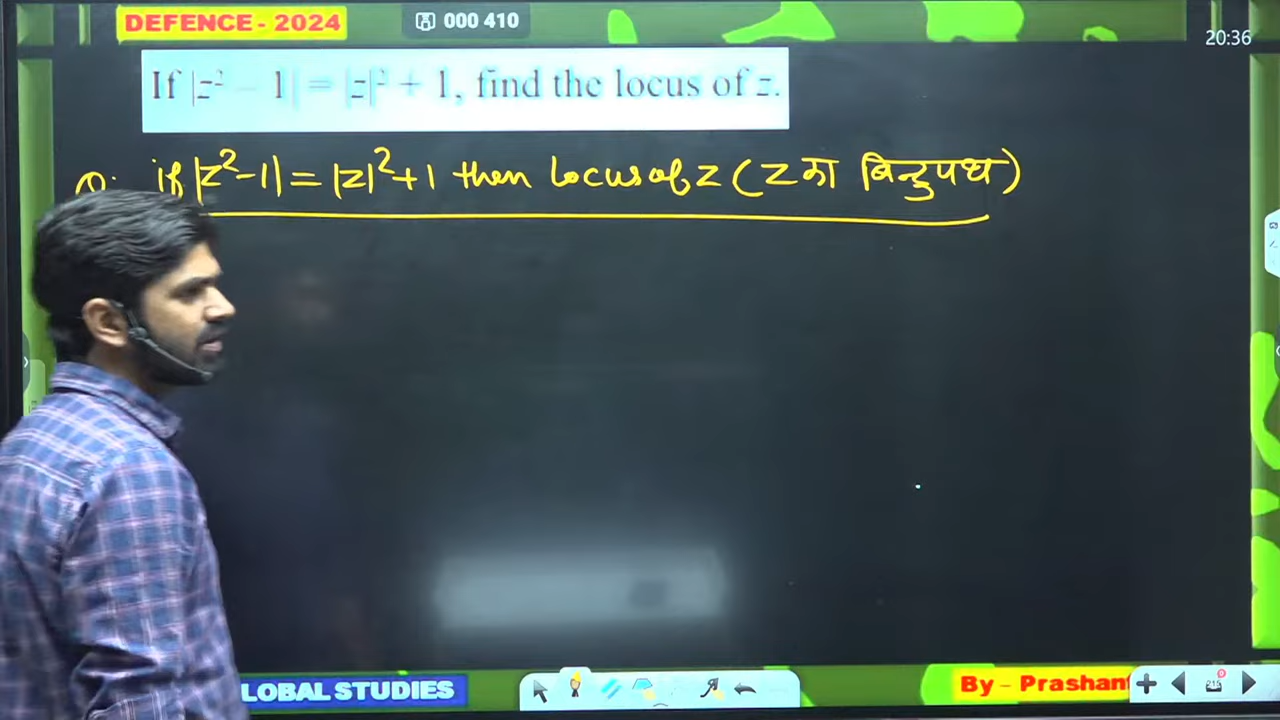 DEFENCE - 2024
000 410
20:36
If |z² – 1| = |z|² + 1, find the locus of z.
if |z²-1| = |z|²+1 then locus of z (z का बिन्दुपथ)
LOBAL STUDIES
By – Prashan